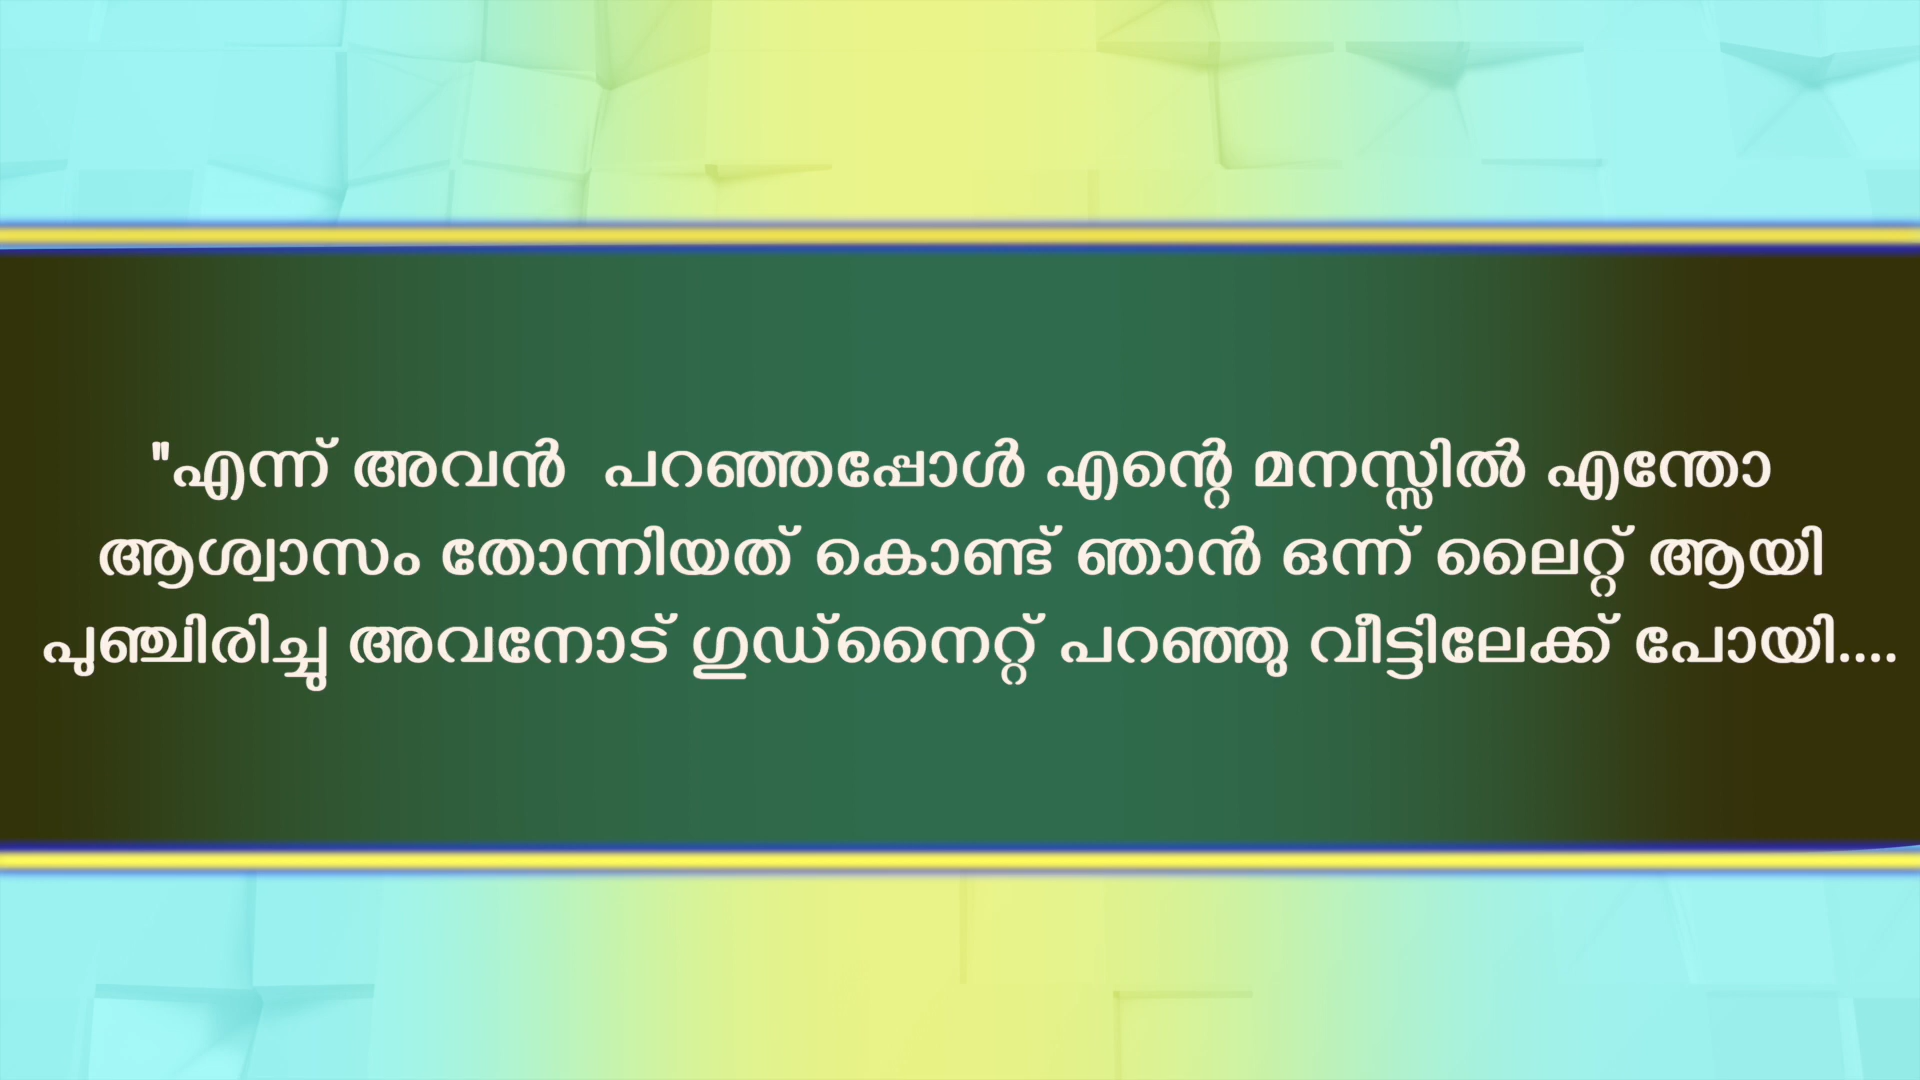 "എന്ന് അവൻ  പറഞ്ഞപ്പോൾ എന്റെ മനസ്സിൽ എന്തോ
ആശ്വാസം തോന്നിയത് കൊണ്ട് ഞാൻ ഒന്ന് ലൈറ്റ് ആയി
പുഞ്ചിരിച്ചു അവനോട് ഗുഡ്നൈറ്റ് പറഞ്ഞു വീട്ടിലേക്ക് പോയി....